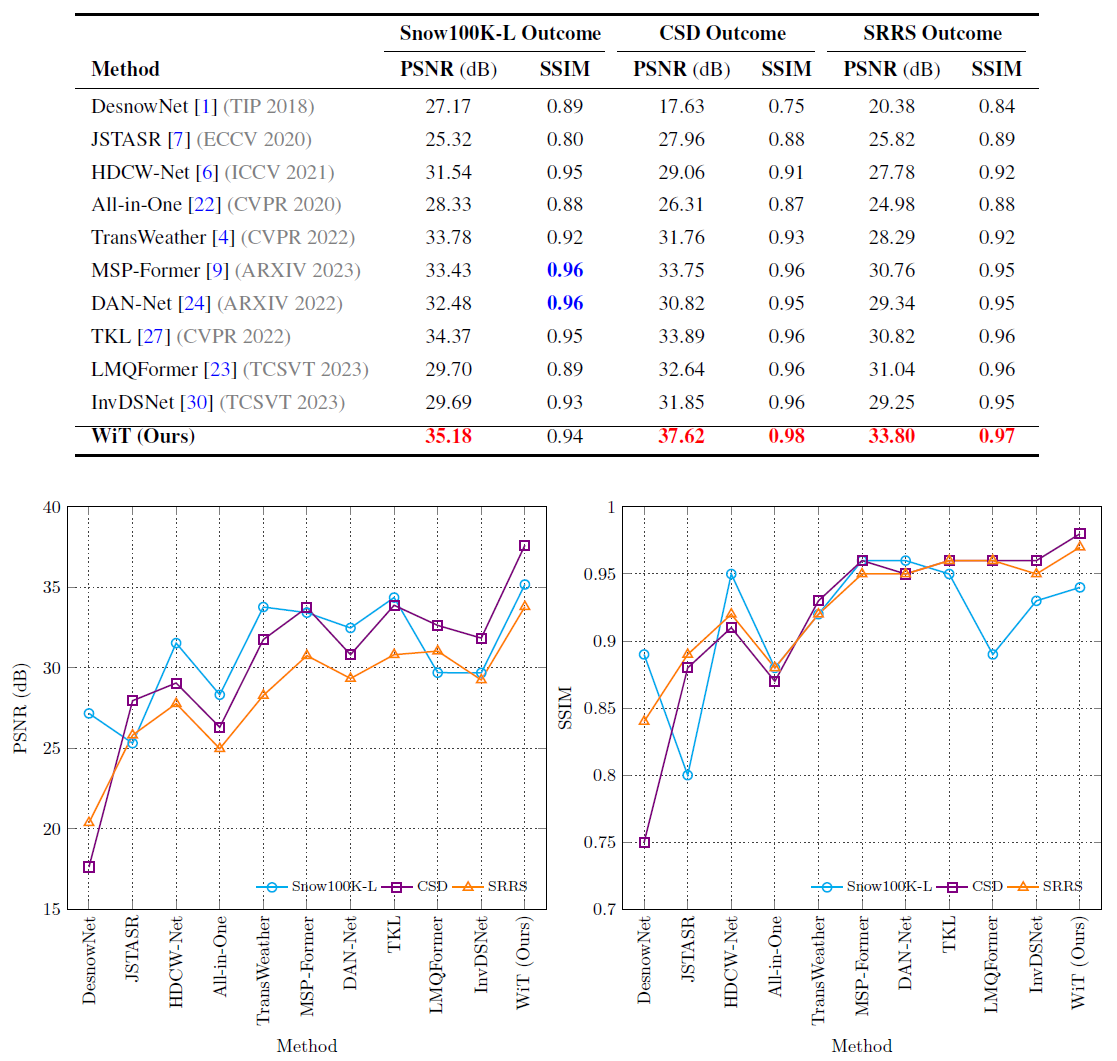 Snow100K-L Outcome CSD Outcome SRRS Outcome
Method PSNR (dB) SSIM PSNR (dB) SSIM PSNR (dB) SSIM
DesnowNet [1] (TIP 2018) 27.17 0.89 17.63 0.75 20.38 0.84
JSTASR [7] (ECCV 2020) 25.32 0.80 27.96 0.88 25.82 0.89
HDCW-Net [6] (ICCV 2021) 31.54 0.95 29.06 0.91 27.78 0.92
All-in-One [22] (CVPR 2020) 28.33 0.88 26.31 0.87 24.98 0.88
TransWeather [4] (CVPR 2022) 33.78 0.92 31.76 0.93 28.29 0.92
MSP-Former [9] (ARXIV 2023) 33.43 0.96 33.75 0.96 30.76 0.95
DAN-Net [24] (ARXIV 2022) 32.48 0.96 30.82 0.95 29.34 0.95
TKL [27] (CVPR 2022) 34.37 0.95 33.89 0.96 30.82 0.96
LMQFormer [23] (TCSVT 2023) 29.70 0.89 32.64 0.96 31.04 0.96
InvDSNet [30] (TCSVT 2023) 29.69 0.93 31.85 0.96 29.25 0.95
WiT (Ours) 35.18 0.94 37.62 0.98 33.80 0.97
PSNR (dB)
40
35
30
25
20
15
Snow100K-L CSD SRRS
DesnowNet
JSTASR
HDCW-Net
All-in-One
TransWeather
MSP-Former
DAN-Net
TKL
LMQFormer
InvDSNet
WiT (Ours)
Method
SSIM
1
0.95
0.9
0.85
0.8
0.75
0.7
Snow100K-L CSD SRRS
DesnowNet
JSTASR
HDCW-Net
All-in-One
TransWeather
MSP-Former
DAN-Net
TKL
LMQFormer
InvDSNet
WiT (Ours)
Method